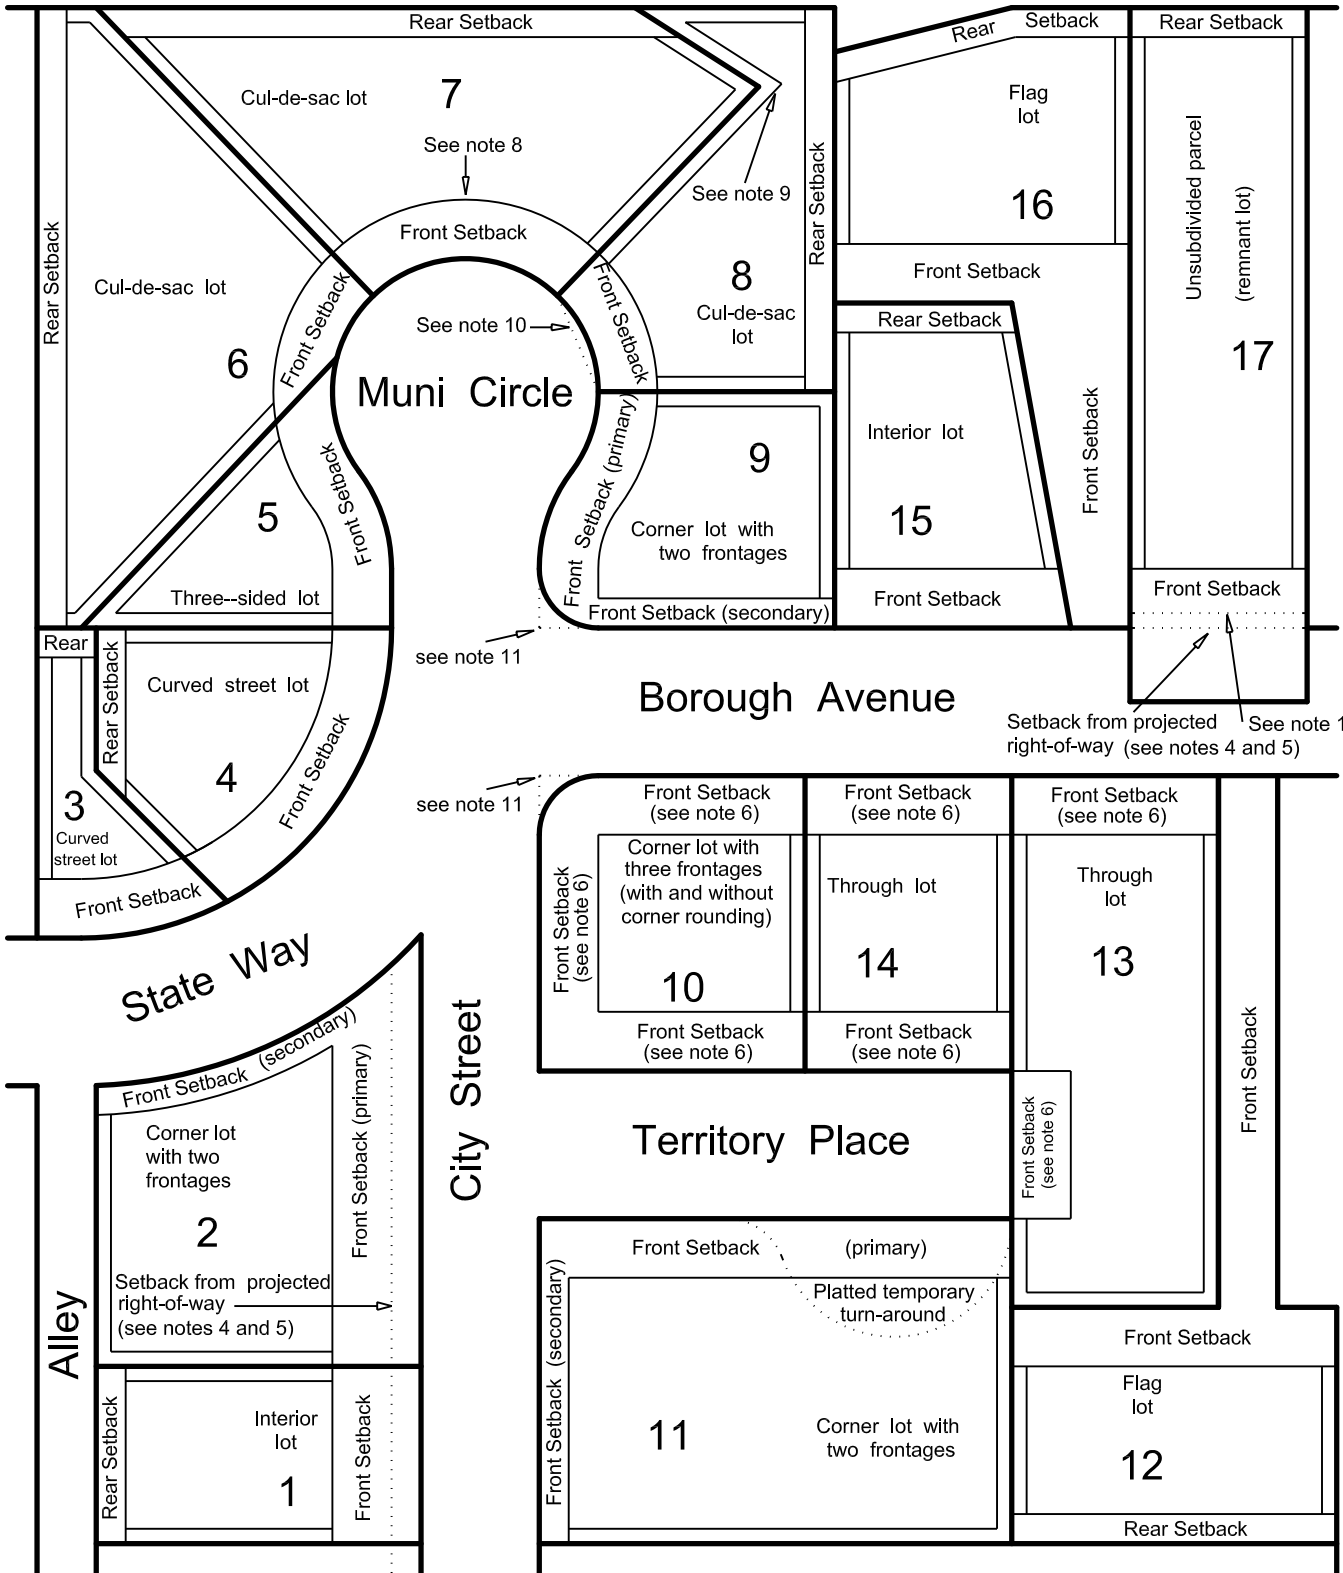 Rear Setback
Setback
Rear
Rear Setback
Cul-de-sac lot
7
See note 8
See note 9
Rear Setback
Flag
lot
16
Unsubdivided parcel
(remnant lot)
17
Front Setback
Rear Setback
Cul-de-sac lot
6
Front Setback
Front Setback
8
Cul-de-sac
lot
See note 10
Muni Circle
Front Setback
Rear Setback
Interior lot
15
Front Setback
Front Setback
Front Setback
5
Three--sided lot
Front Setback (primary)
9
Corner lot with
two frontages
Front Setback (secondary)
Front Setback
see note 11
Rear
Rear Setback
Curved street lot
4
Front Setback
3
Curved
street lot
Front Setback
Borough Avenue
Setback from projected
right-of-way (see notes 4 and 5)
See note 1
see note 11
Front Setback
(see note 6)
Front Setback
(see note 6)
Front Setback
(see note 6)
Front Setback
(see note 6)
Corner lot with
three frontages
(with and without
corner rounding)
10
Through lot
14
Through
lot
13
Front Setback
(see note 6)
Front Setback
(see note 6)
State Way
City Street
Front Setback
Front Setback (secondary)
Front Setback (primary)
Corner lot
with two
frontages
2
Setback from projected
right-of-way
(see notes 4 and 5)
Territory Place
Front Setback
(see note 6)
Front Setback (primary)
Platted temporary
turn-around
Front Setback (secondary)
11
Corner lot with
two frontages
Alley
Rear Setback
Interior
lot
1
Front Setback
Front Setback
Flag
lot
12
Rear Setback